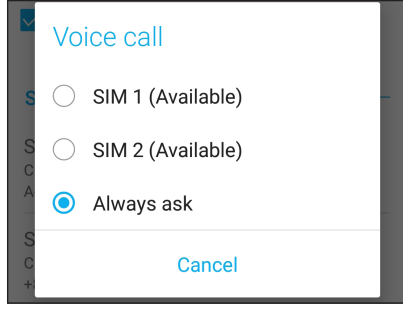 Voice call
SIM 1 (Available)
SIM 2 (Available)
Always ask
Cancel